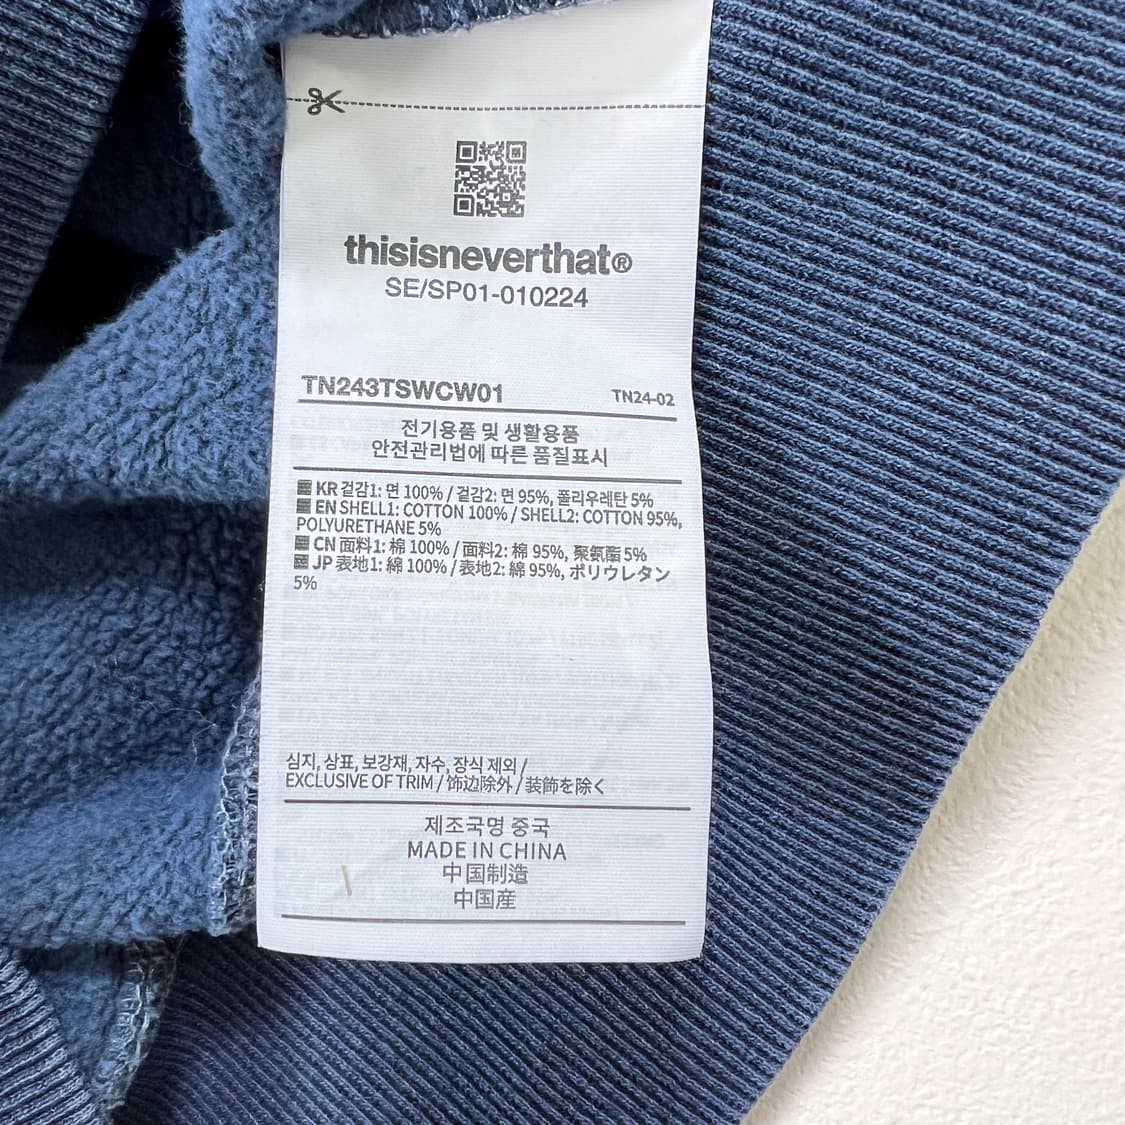 thisisneverthat®
SE/SP01-010224
TN243TSWCW01 TN24-02
전기용품 및 생활용품
안전관리법에 따른 품질표시
KR 겉감1: 면 100% / 겉감2: 면 95%, 폴리우레탄 5%
EN SHELL1: COTTON 100% / SHELL2: COTTON 95%,
POLYURETHANE 5%
CN 面料1: 棉 100% / 面料2: 棉 95%, 聚氨酯 5%
JP 表地1: 綿 100% / 表地2: 綿 95%, ポリウレタン
5%
심지, 상표, 보강재, 자수, 장식 제외 /
EXCLUSIVE OF TRIM / 饰边除外 / 装飾を除く
제조국명 중국
MADE IN CHINA
中国制造
中国産